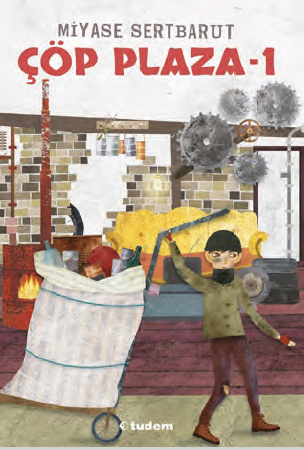 MİYASE SERTBARUT
ÇÖP PLAZA-1
tudem